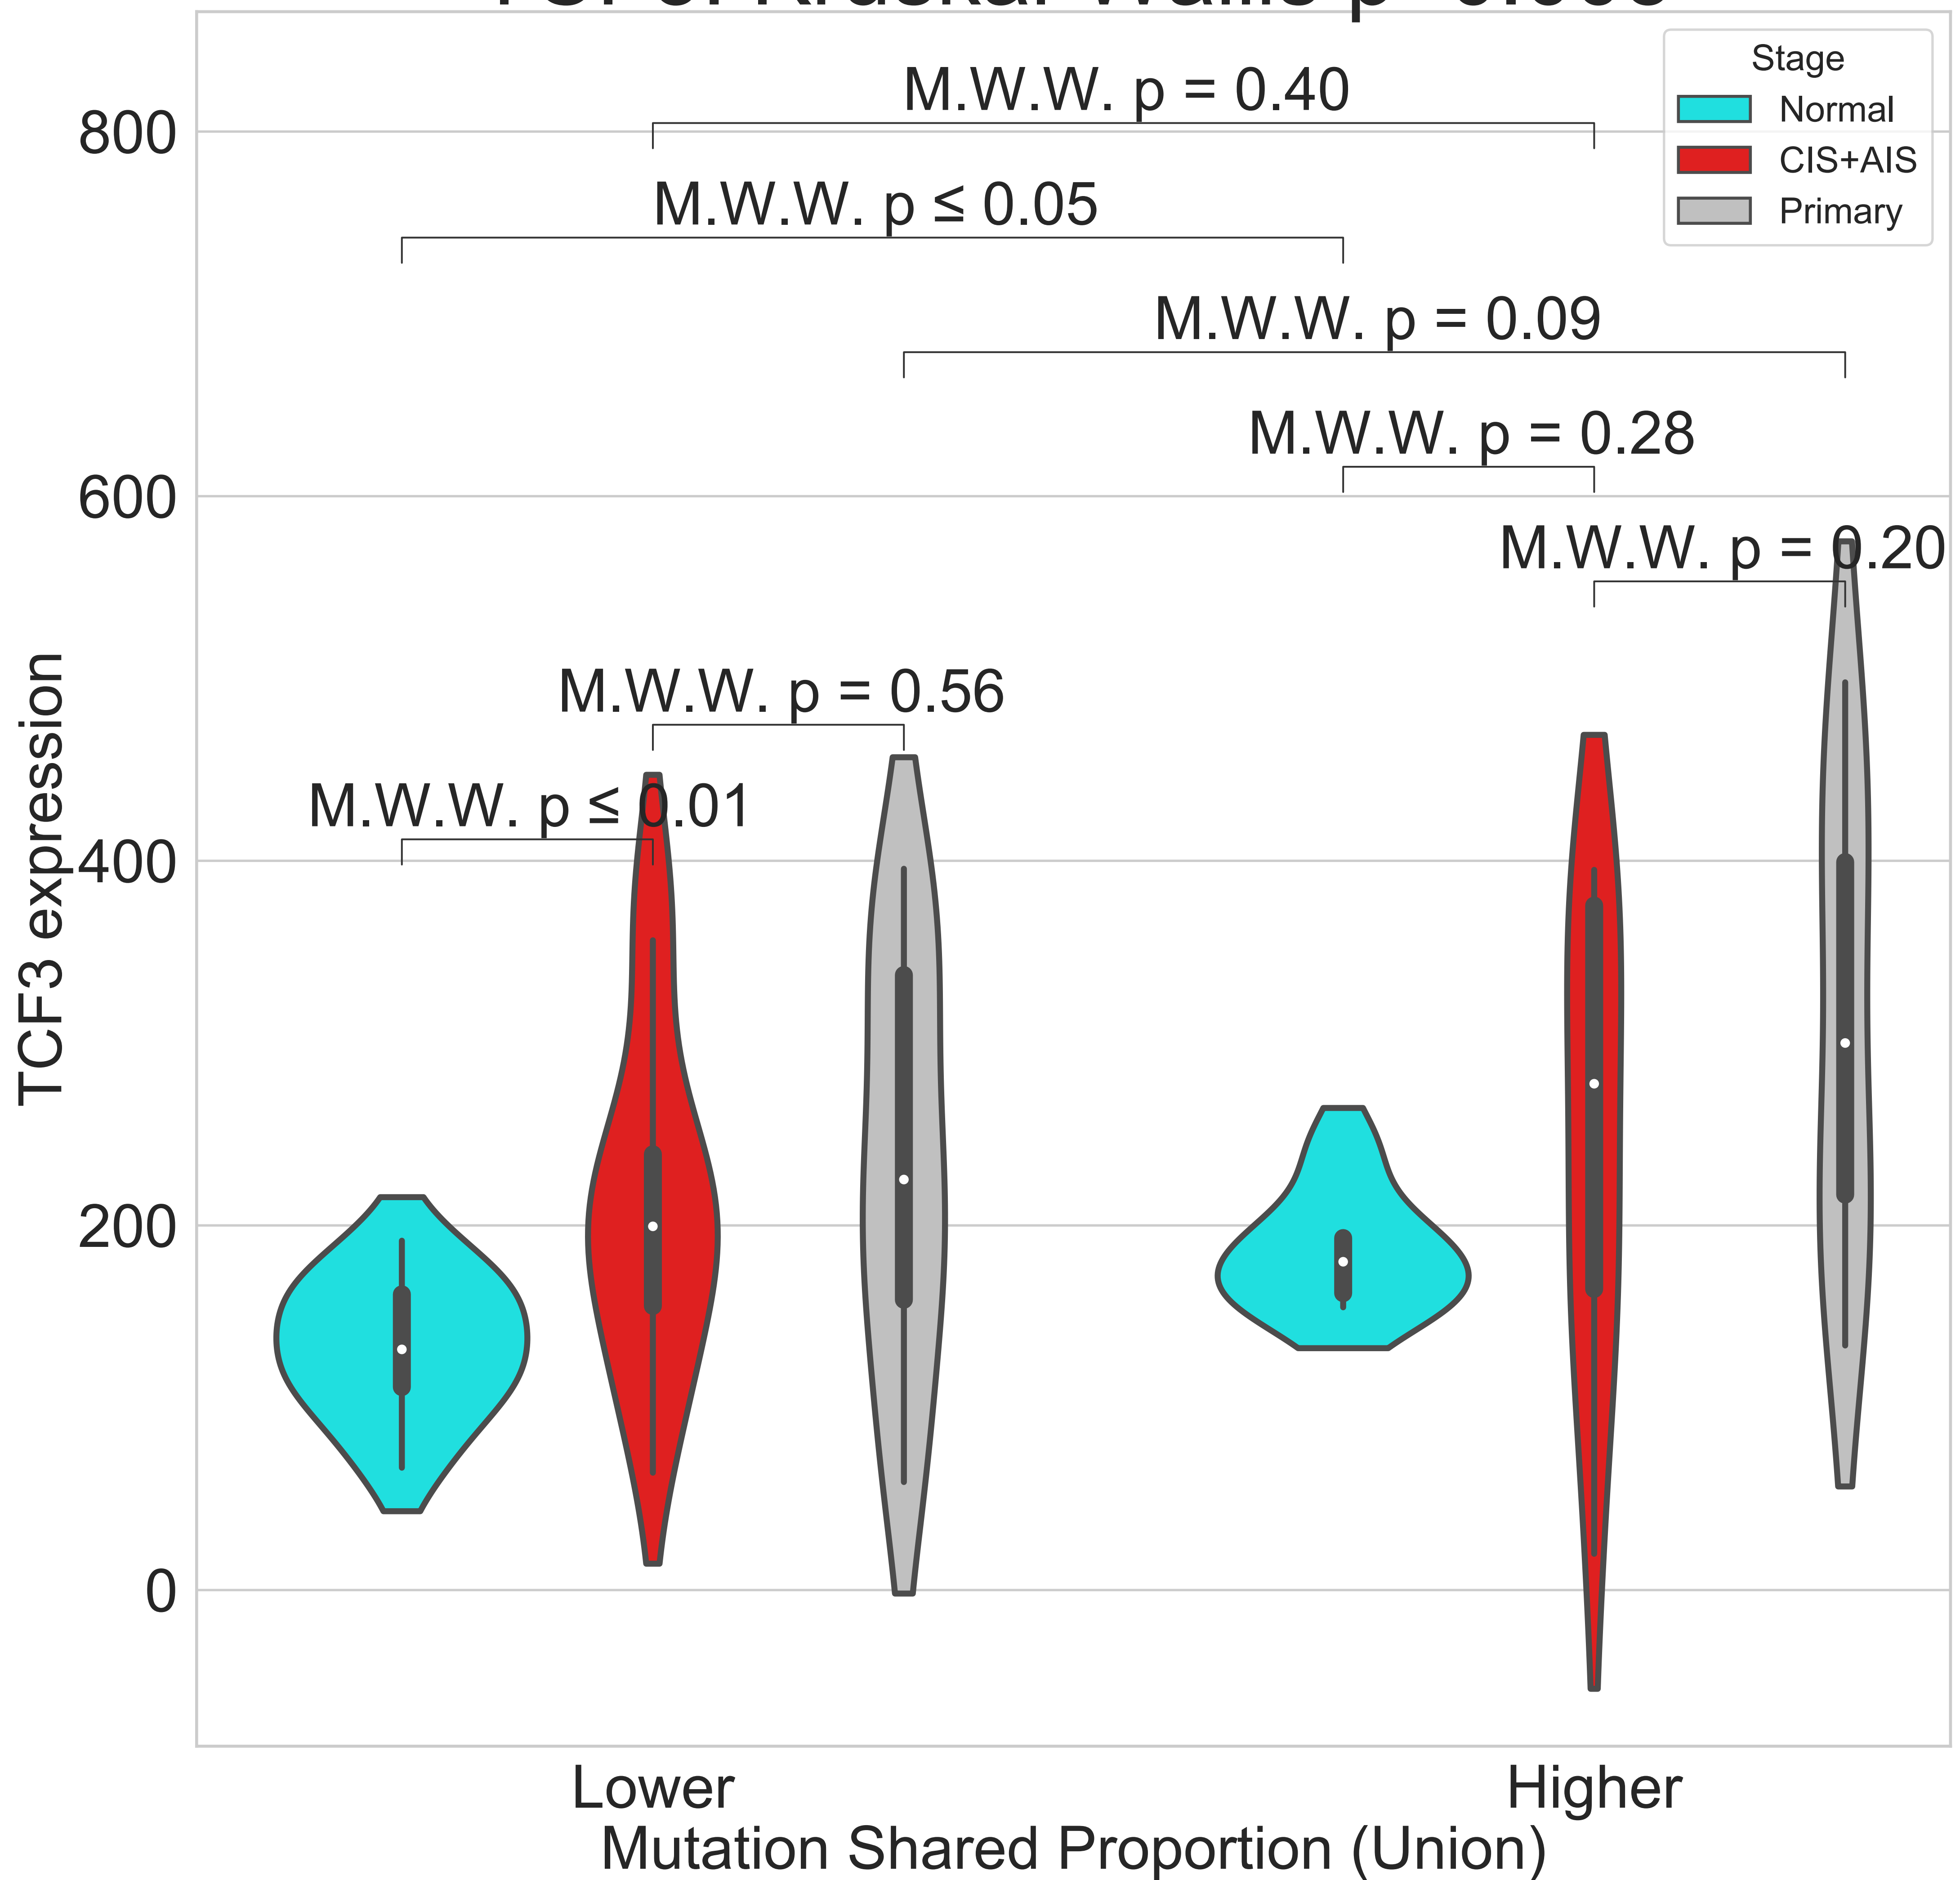 Stage
Normal
CIS+AIS
Primary
M.W.W. p = 0.40
M.W.W. p ≤ 0.05
M.W.W. p = 0.09
M.W.W. p = 0.28
M.W.W. p = 0.20
M.W.W. p = 0.56
M.W.W. p ≤ 0.01
800
600
400
200
0
TCF3 expression
Lower
Higher
Mutation Shared Proportion (Union)